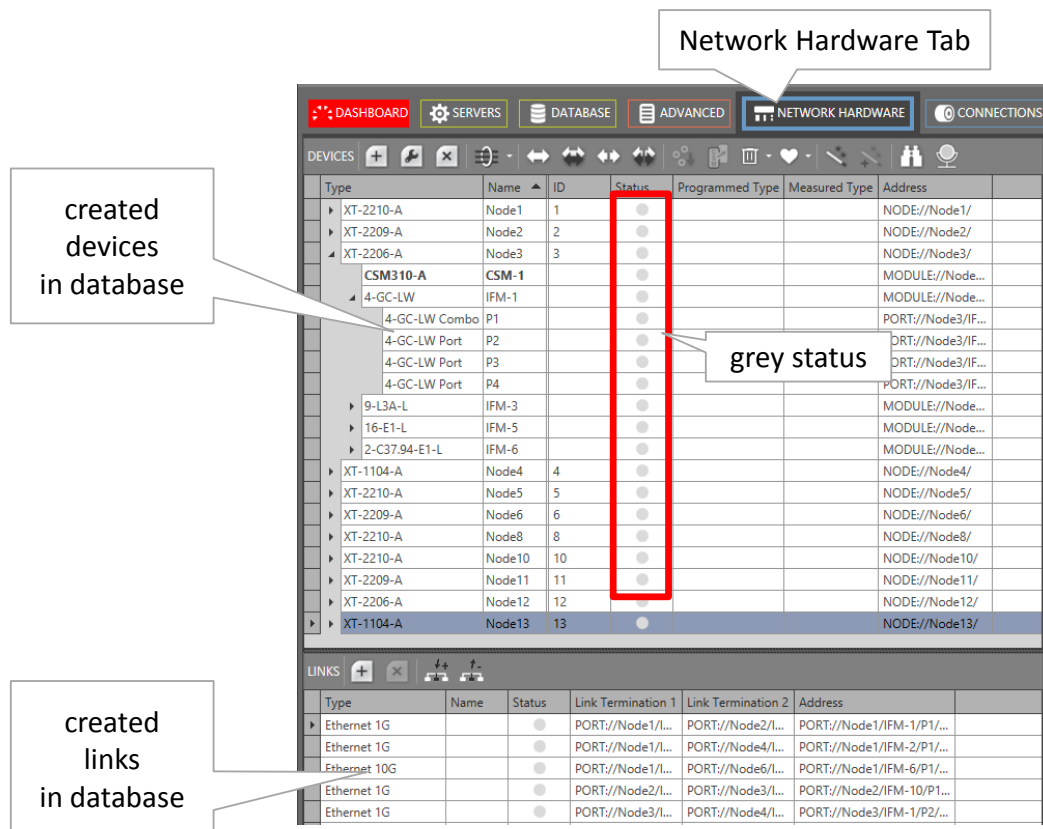 Network Hardware Tab
DASHBOARD SERVERS DATABASE ADVANCED NETWORK HARDWARE CONNECTIONS
DEVICES
Type Name ID Status Programmed Type Measured Type Address
XT-2210-A Node1 1 NODE://Node1/
XT-2209-A Node2 2 NODE://Node2/
XT-2206-A Node3 3 NODE://Node3/
CSM310-A CSM-1 MODULE://Node...
4-GC-LW IFM-1 MODULE://Node...
4-GC-LW Combo P1 PORT://Node3/IF...
4-GC-LW Port P2 PORT://Node3/IF...
4-GC-LW Port P3 PORT://Node3/IF...
4-GC-LW Port P4 PORT://Node3/IF...
9-L3A-L IFM-3 MODULE://Node...
16-E1-L IFM-5 MODULE://Node...
2-C37.94-E1-L IFM-6 MODULE://Node...
XT-1104-A Node4 4 NODE://Node4/
XT-2210-A Node5 5 NODE://Node5/
XT-2209-A Node6 6 NODE://Node6/
XT-2210-A Node8 8 NODE://Node8/
XT-2210-A Node10 10 NODE://Node10/
XT-2209-A Node11 11 NODE://Node11/
XT-2206-A Node12 12 NODE://Node12/
XT-1104-A Node13 13 NODE://Node13/
created
devices
in database
grey status
LINKS
Type Name Status Link Termination 1 Link Termination 2 Address
Ethernet 1G PORT://Node1/I... PORT://Node2/I... PORT://Node1/IFM-1/P1/...
Ethernet 1G PORT://Node1/I... PORT://Node4/I... PORT://Node1/IFM-2/P1/...
Ethernet 10G PORT://Node1/I... PORT://Node6/I... PORT://Node1/IFM-6/P1/...
Ethernet 1G PORT://Node2/I... PORT://Node3/I... PORT://Node2/IFM-10/P1...
Ethernet 1G PORT://Node3/I... PORT://Node4/I... PORT://Node3/IFM-1/P2/...
created
links
in database